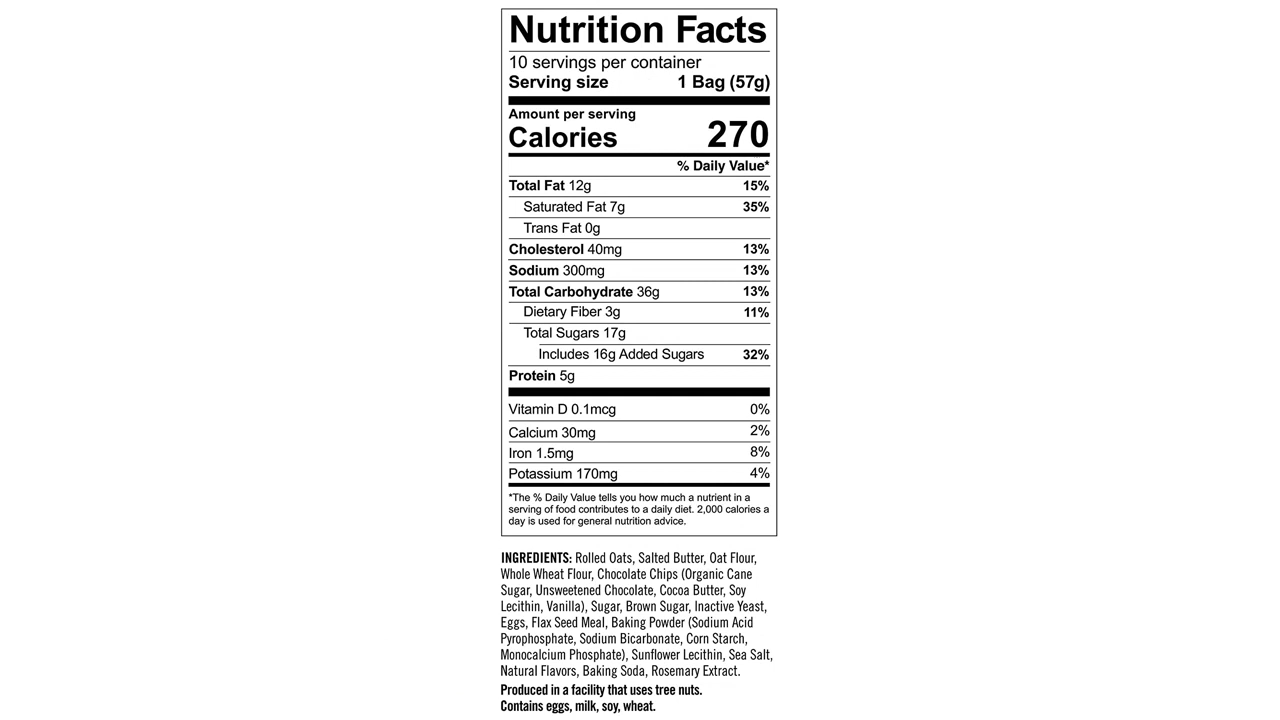 Nutrition Facts
10 servings per container
Serving size 1 Bag (57g)
Amount per serving
Calories 270
% Daily Value*
Total Fat 12g 15%
Saturated Fat 7g 35%
Trans Fat 0g
Cholesterol 40mg 13%
Sodium 300mg 13%
Total Carbohydrate 36g 13%
Dietary Fiber 3g 11%
Total Sugars 17g
Includes 16g Added Sugars 32%
Protein 5g
Vitamin D 0.1mcg 0%
Calcium 30mg 2%
Iron 1.5mg 8%
Potassium 170mg 4%
*The % Daily Value tells you how much a nutrient in a
serving of food contributes to a daily diet. 2,000 calories a
day is used for general nutrition advice.
INGREDIENTS: Rolled Oats, Salted Butter, Oat Flour,
Whole Wheat Flour, Chocolate Chips (Organic Cane
Sugar, Unsweetened Chocolate, Cocoa Butter, Soy
Lecithin, Vanilla), Sugar, Brown Sugar, Inactive Yeast,
Eggs, Flax Seed Meal, Baking Powder (Sodium Acid
Pyrophosphate, Sodium Bicarbonate, Corn Starch,
Monocalcium Phosphate), Sunflower Lecithin, Sea Salt,
Natural Flavors, Baking Soda, Rosemary Extract.
Produced in a facility that uses tree nuts.
Contains eggs, milk, soy, wheat.